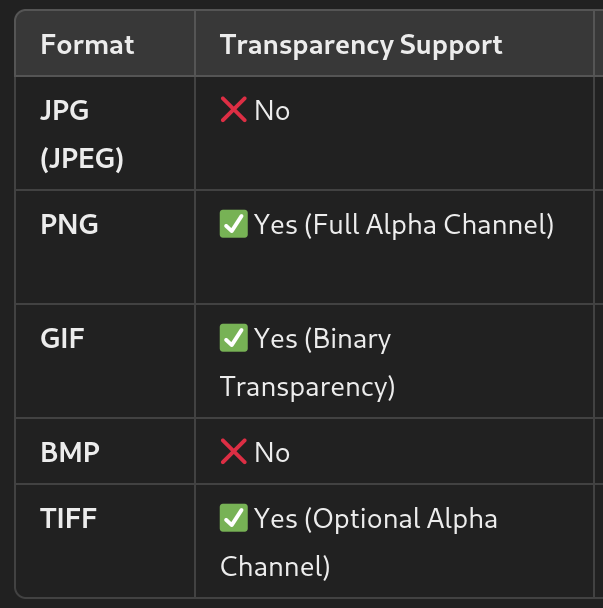 Format Transparency Support
JPG ❌ No
(JPEG)
PNG ✅ Yes (Full Alpha Channel)
GIF ✅ Yes (Binary
Transparency)
BMP ❌ No
TIFF ✅ Yes (Optional Alpha
Channel)